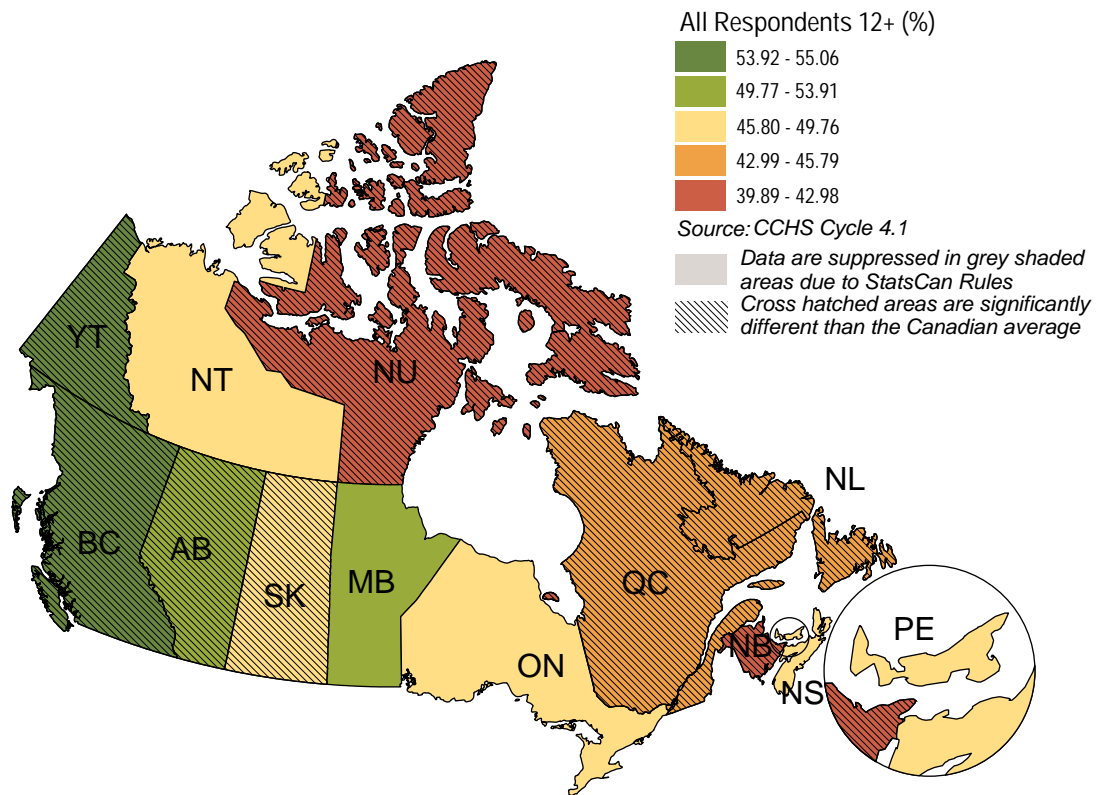 All Respondents 12+ (%)
53.92 - 55.06
49.77 - 53.91
45.80 - 49.76
42.99 - 45.79
39.89 - 42.98
Source: CCHS Cycle 4.1
Data are suppressed in grey shaded
areas due to StatsCan Rules
Cross hatched areas are significantly
different than the Canadian average
YT
NT
NU
NL
BC
AB
SK
MB
QC
ON
NB
NS
PE